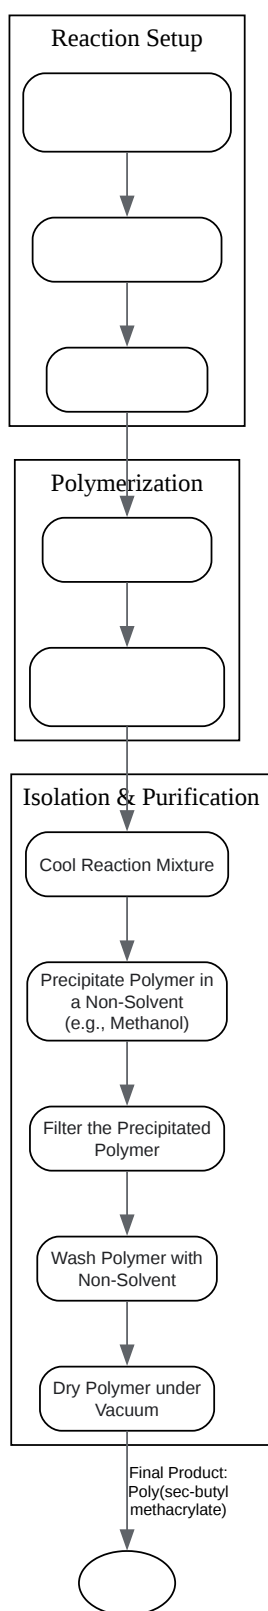 Reaction Setup
Polymerization
Isolation & Purification
Cool Reaction Mixture
Precipitate Polymer in
a Non-Solvent
(e.g., Methanol)
Filter the Precipitated
Polymer
Wash Polymer with
Non-Solvent
Dry Polymer under
Vacuum
Final Product:
Poly(sec-butyl
methacrylate)